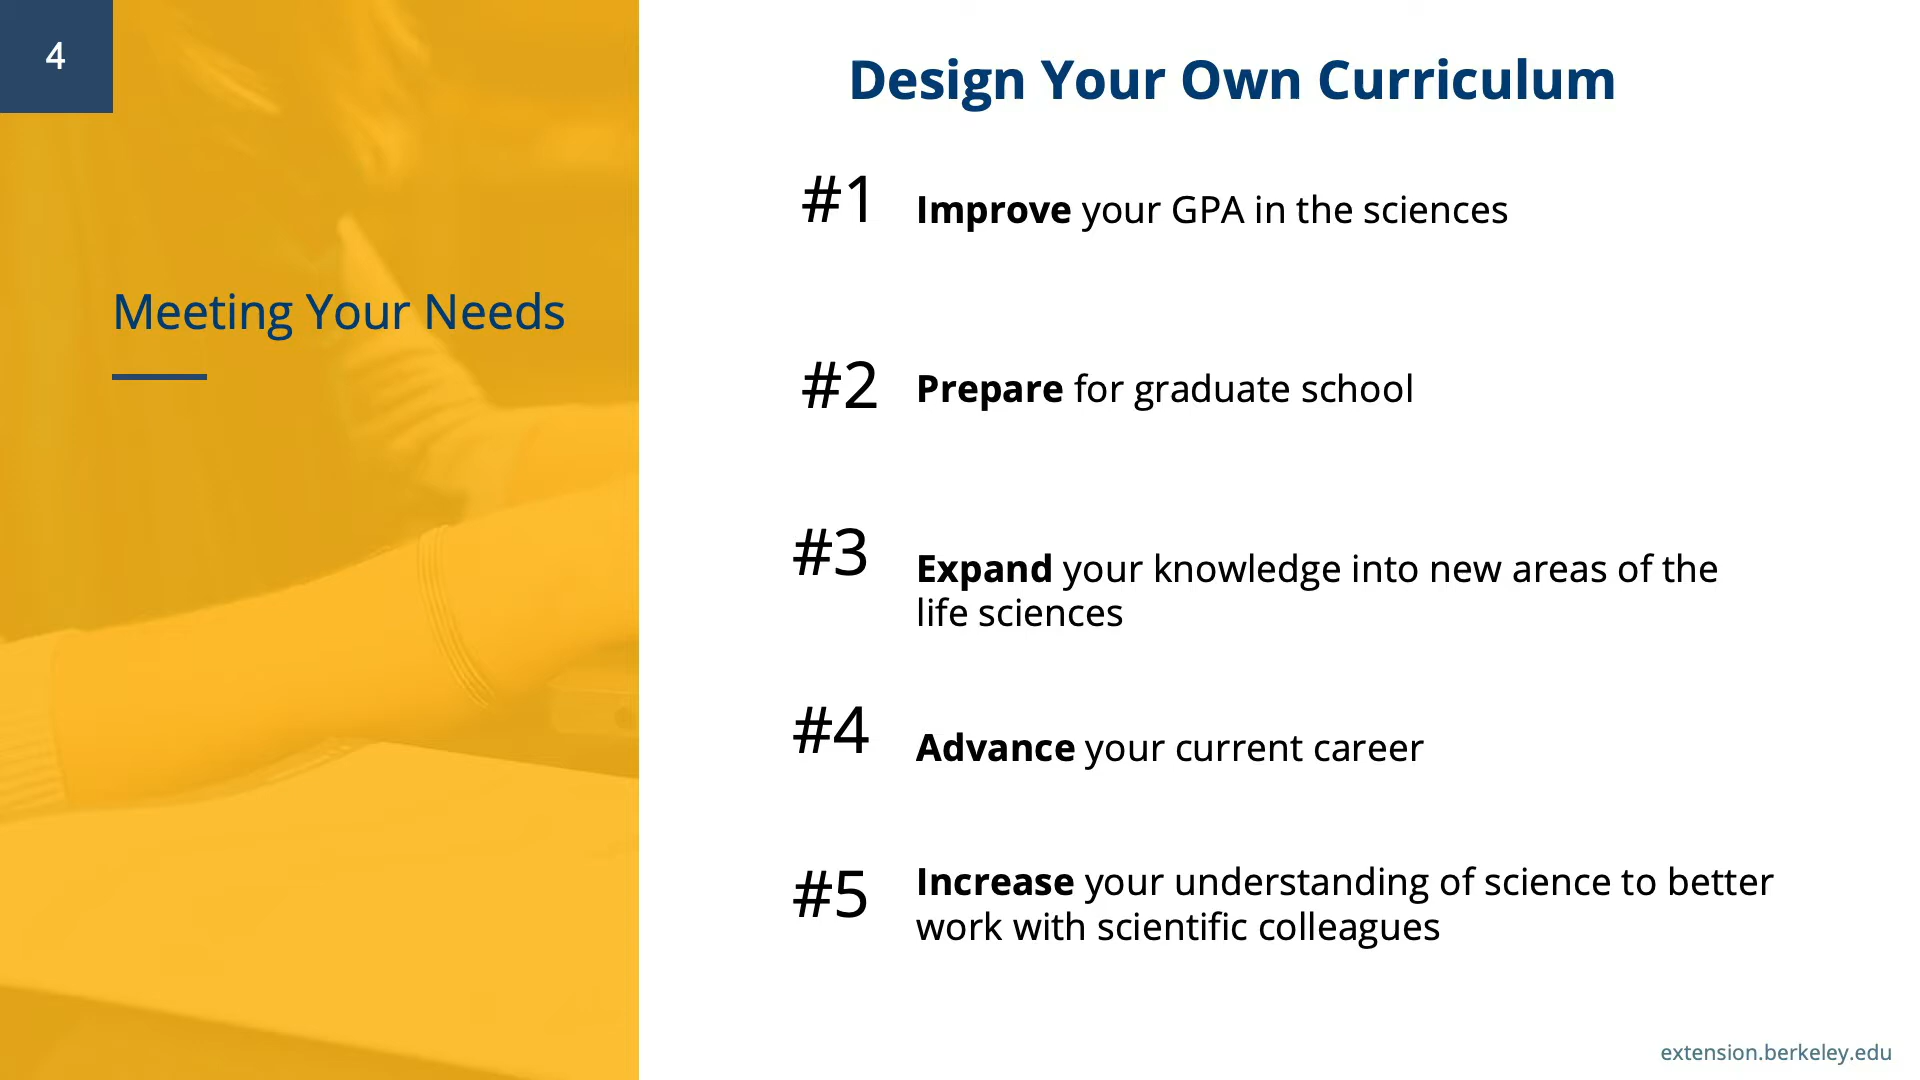 4
Meeting Your Needs
Design Your Own Curriculum
#1 Improve your GPA in the sciences
#2 Prepare for graduate school
#3 Expand your knowledge into new areas of the
life sciences
#4 Advance your current career
#5 Increase your understanding of science to better
work with scientific colleagues
extension.berkeley.edu